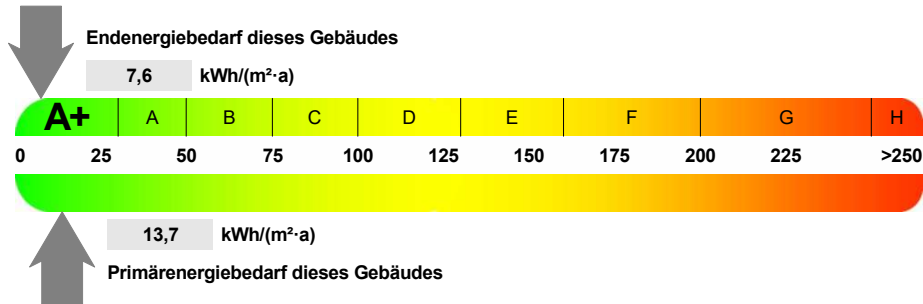 Endenergiebedarf dieses Gebäudes
7,6 kWh/(m²·a)
A+ A B C D E F G H
0 25 50 75 100 125 150 175 200 225 >250
13,7 kWh/(m²·a)
Primärenergiebedarf dieses Gebäudes